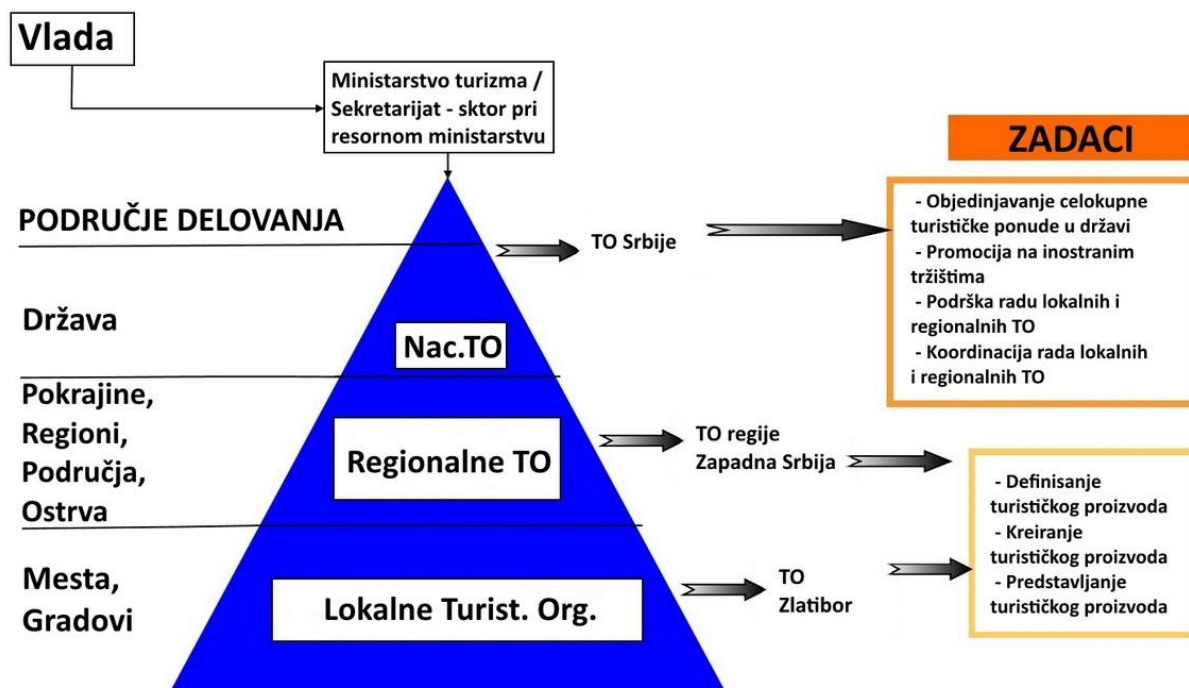 Vlada
Ministarstvo turizma /
Sekretarijat - sktor pri
resornom ministarstvu
ZADACI
PODRUČJE DELOVANJA
TO Srbije
- Objedinjavanje celokupne
turističke ponude u državi
- Promocija na inostranim
tržištima
- Podrška radu lokalnih i
regionalnih TO
- Koordinacija rada lokalnih
i regionalnih TO
Država
Nac.TO
Pokrajine,
Regioni,
Područja,
Ostrva
Regionalne TO
TO regije
Zapadna Srbija
- Definisanje
turističkog proizvoda
- Kreiranje
turističkog proizvoda
- Predstavljanje
turističkog proizvoda
Mesta,
Gradovi
Lokalne Turist. Org.
TO
Zlatibor